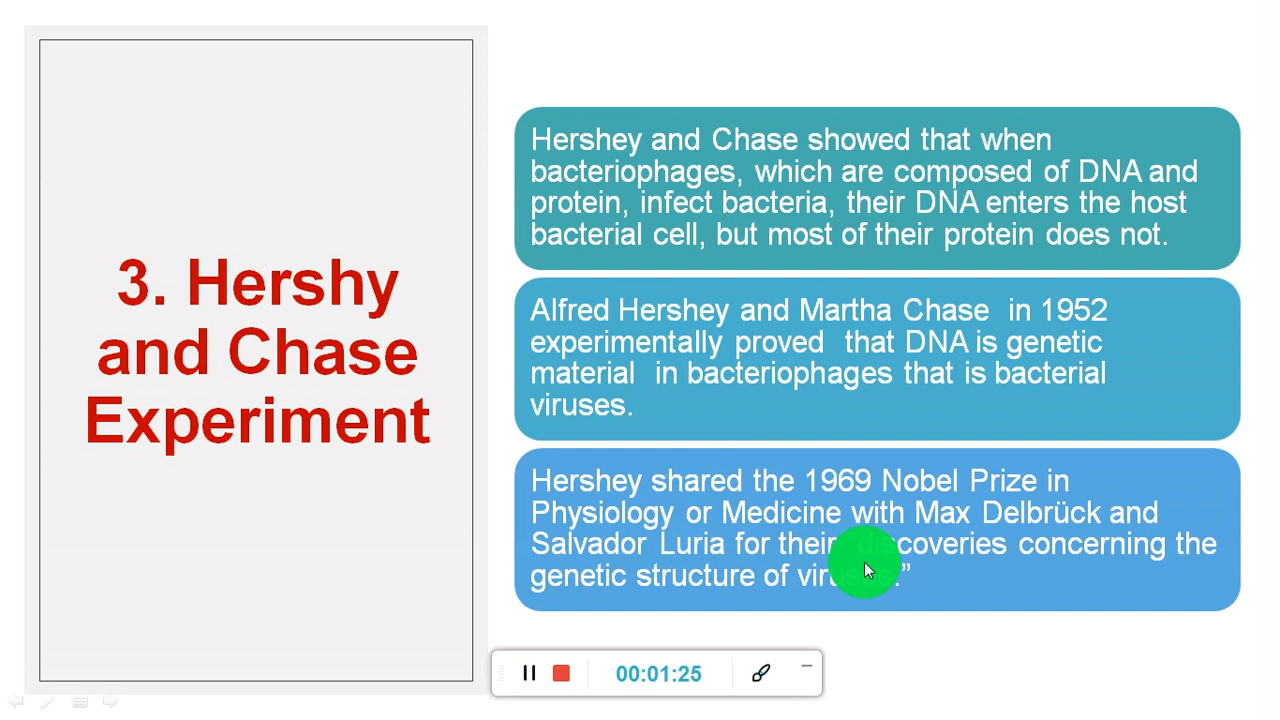 3. Hershy
and Chase
Experiment
Hershey and Chase showed that when
bacteriophages, which are composed of DNA and
protein, infect bacteria, their DNA enters the host
bacterial cell, but most of their protein does not.
Alfred Hershey and Martha Chase in 1952
experimentally proved that DNA is genetic
material in bacteriophages that is bacterial
viruses.
Hershey shared the 1969 Nobel Prize in
Physiology or Medicine with Max Delbrück and
Salvador Luria for their “discoveries concerning the
genetic structure of viruses.”
00:01:25